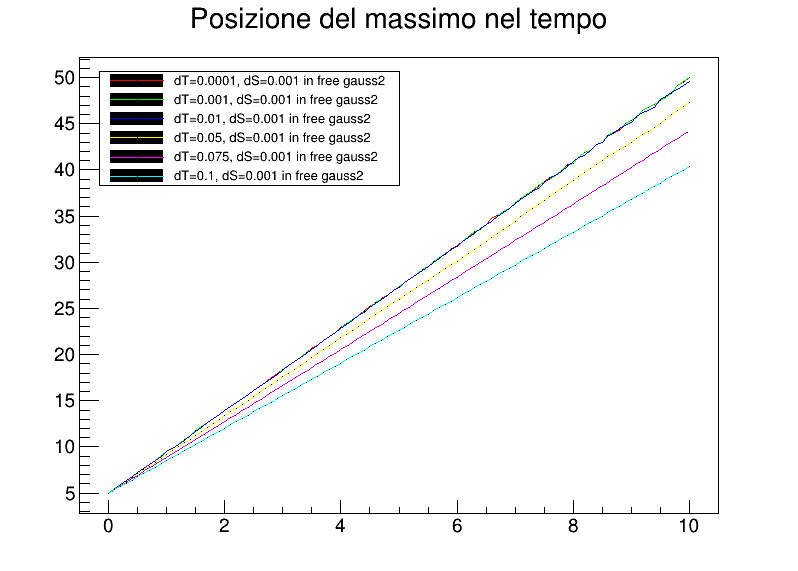 Posizione del massimo nel tempo
50
45
40
35
30
25
20
15
10
5
dT=0.0001, dS=0.001 in free gauss2
dT=0.001, dS=0.001 in free gauss2
dT=0.01, dS=0.001 in free gauss2
dT=0.05, dS=0.001 in free gauss2
dT=0.075, dS=0.001 in free gauss2
dT=0.1, dS=0.001 in free gauss2
0 2 4 6 8 10